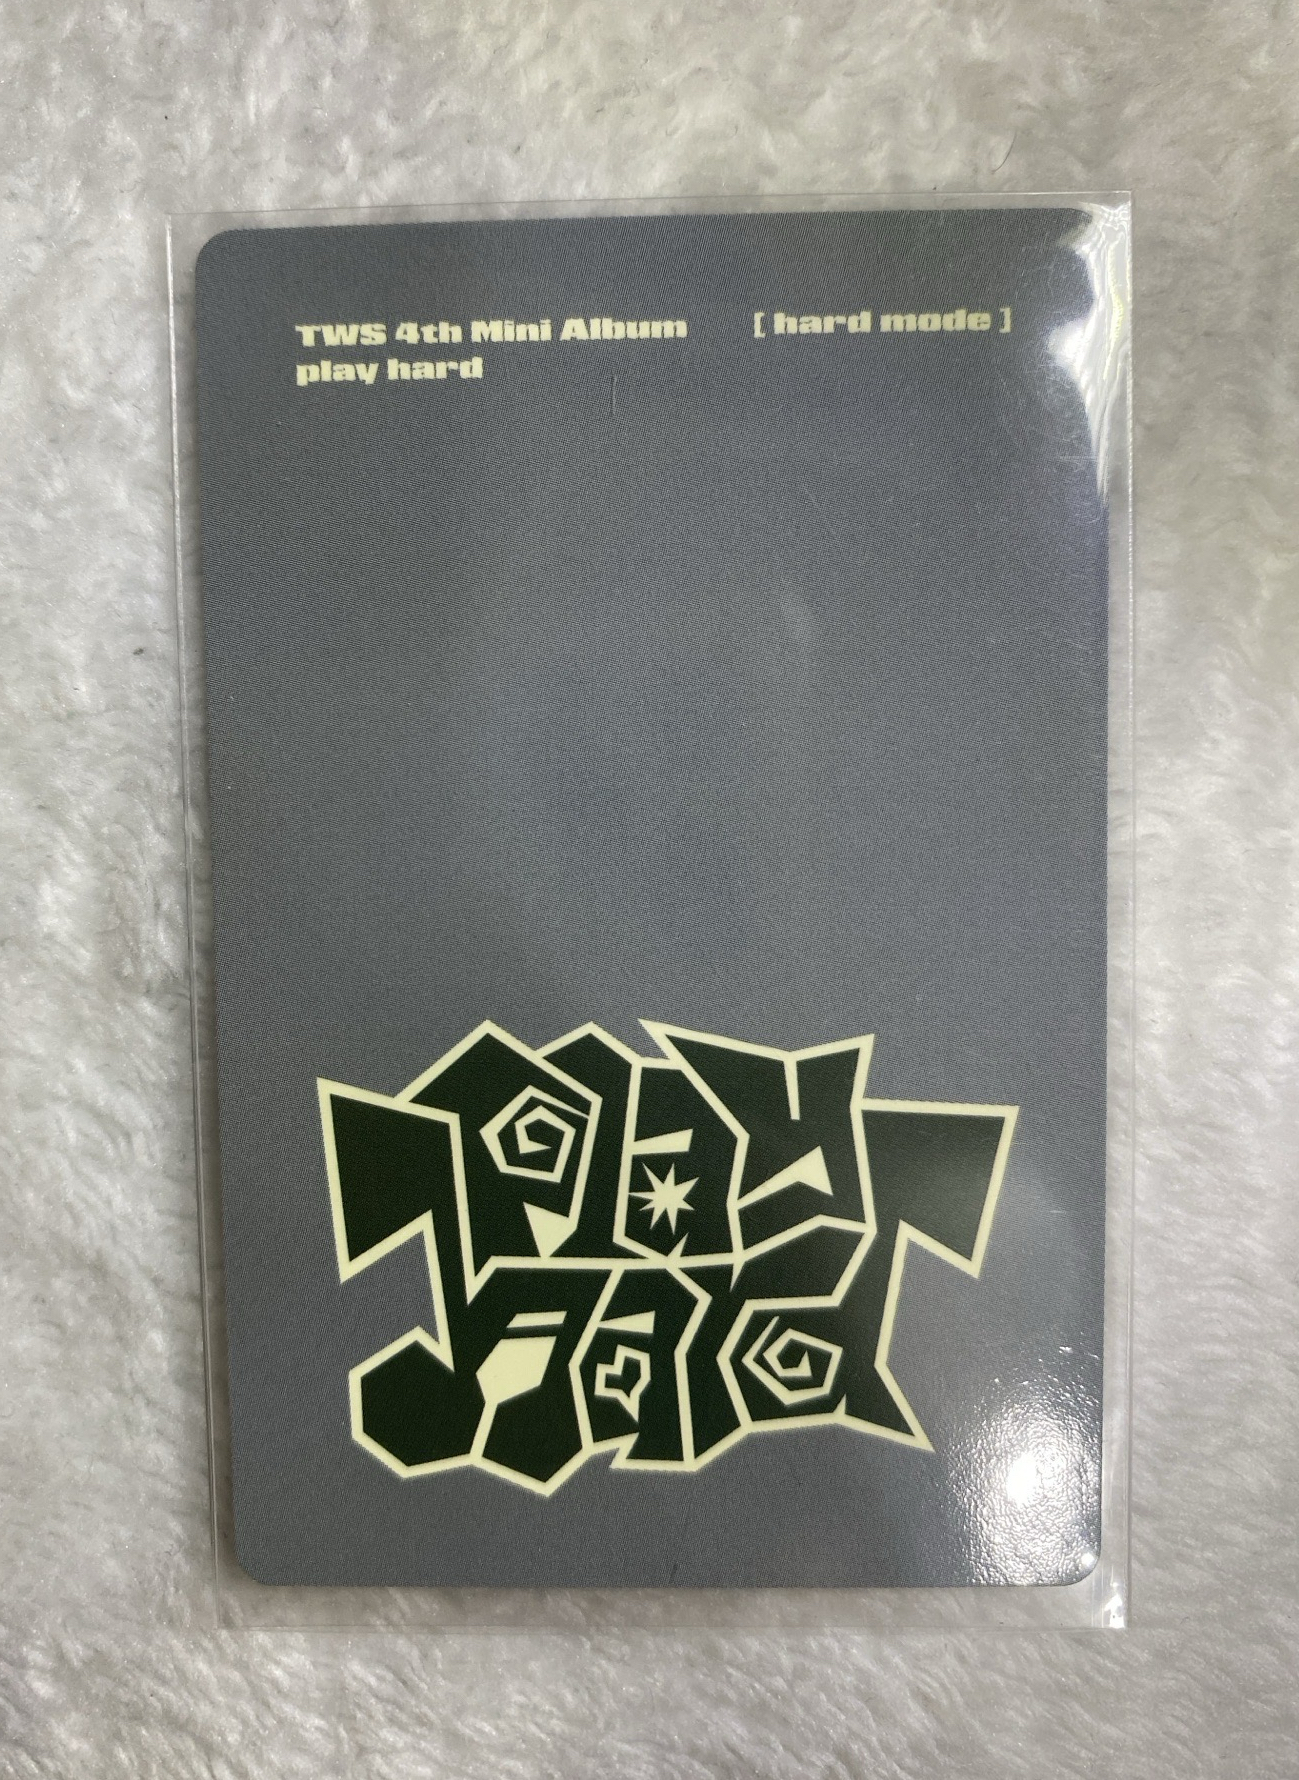 TWS 4th Mini Album [ hard mode ]
play hard
play
hard